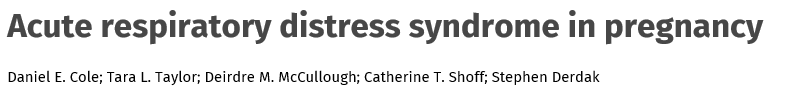 Acute respiratory distress syndrome in pregnancy
Daniel E. Cole; Tara L. Taylor; Deirdre M. McCullough; Catherine T. Shoff; Stephen Derdak